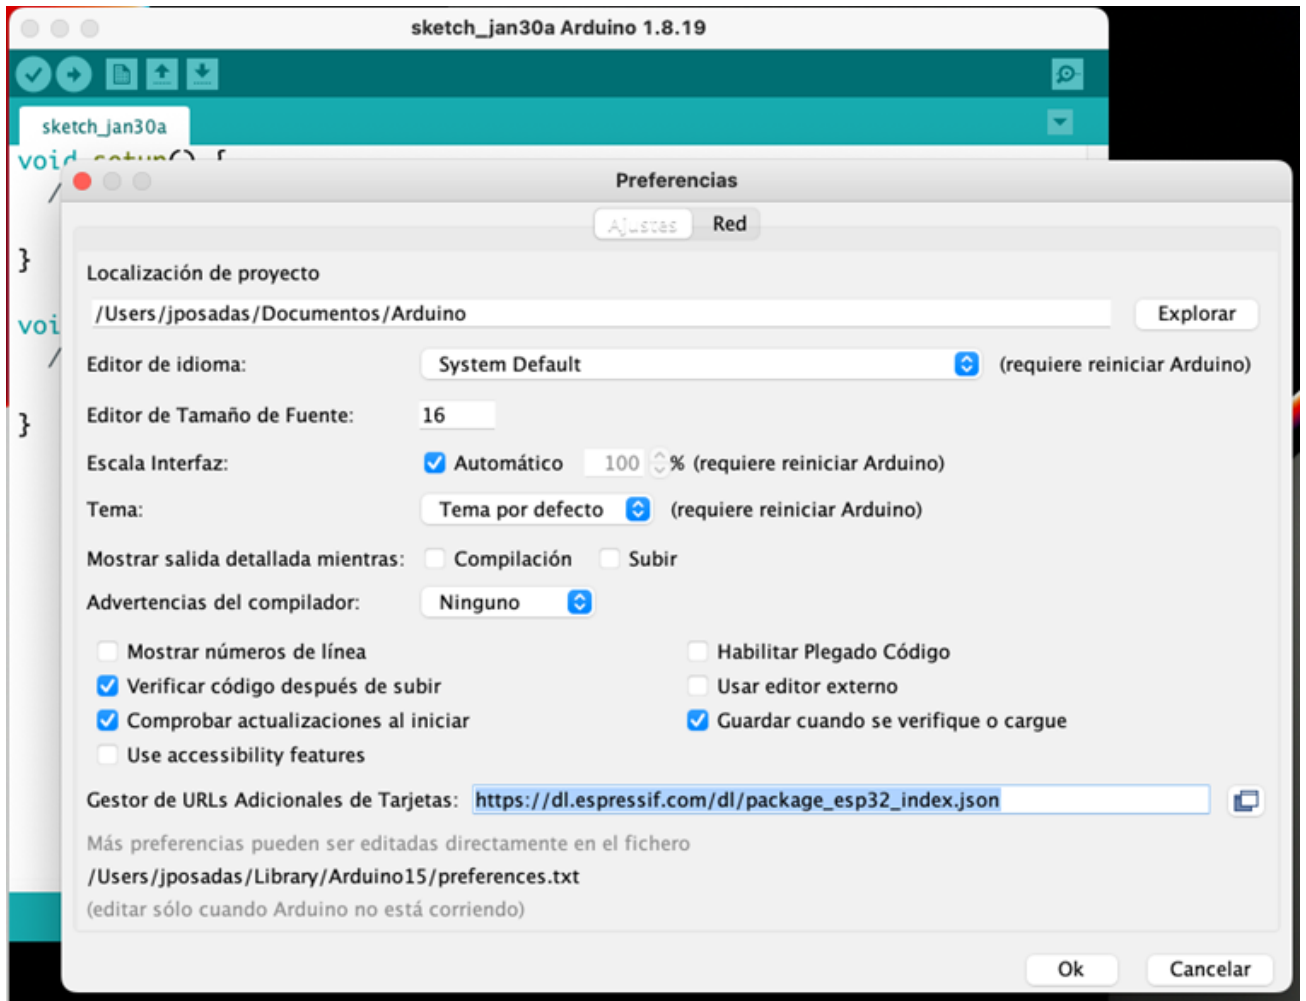 sketch_jan30a Arduino 1.8.19
sketch_jan30a
void setup() {
/
}
voi
/
}
Preferencias
Ajustes Red
Localización de proyecto
/Users/jposadas/Documentos/Arduino Explorar
Editor de idioma: System Default (requiere reiniciar Arduino)
Editor de Tamaño de Fuente: 16
Escala Interfaz: Automático 100 % (requiere reiniciar Arduino)
Tema: Tema por defecto (requiere reiniciar Arduino)
Mostrar salida detallada mientras: Compilación Subir
Advertencias del compilador: Ninguno
Mostrar números de línea Habilitar Plegado Código
Verificar código después de subir Usar editor externo
Comprobar actualizaciones al iniciar Guardar cuando se verifique o cargue
Use accessibility features
Gestor de URLs Adicionales de Tarjetas: https://dl.espressif.com/dl/package_esp32_index.json
Más preferencias pueden ser editadas directamente en el fichero
/Users/jposadas/Library/Arduino15/preferences.txt
(editar sólo cuando Arduino no está corriendo)
Ok Cancelar